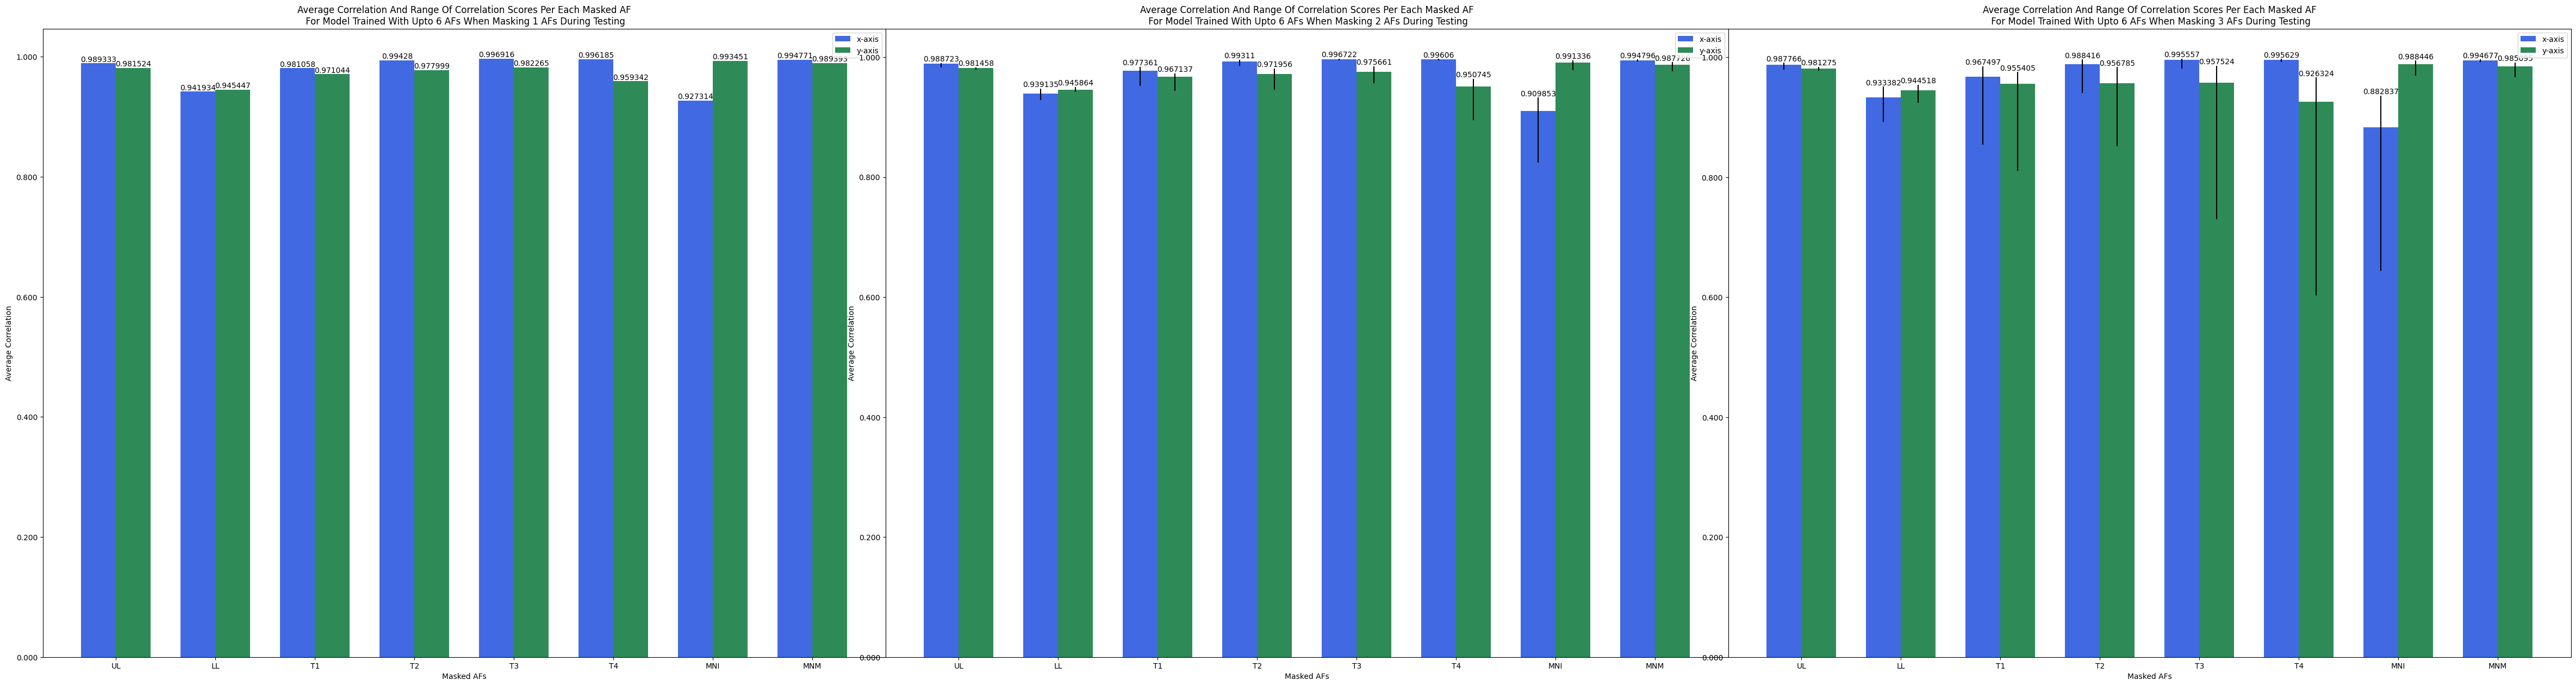 Average Correlation And Range Of Correlation Scores Per Each Masked AF
For Model Trained With Upto 6 AFs When Masking 1 AFs During Testing
x-axis
y-axis
1.000
0.800
0.600
0.400
0.200
0.000
Average Correlation
0.989333
0.981524
0.941934
0.945447
0.981058
0.971044
0.99428
0.977999
0.996916
0.982265
0.996185
0.959342
0.927314
0.993451
0.994771
UL
LL
T1
T2
T3
T4
MNI
MNM
Masked AFs
Average Correlation And Range Of Correlation Scores Per Each Masked AF
For Model Trained With Upto 6 AFs When Masking 2 AFs During Testing
x-axis
y-axis
1.000
0.800
0.600
0.400
0.200
0.000
Average Correlation
0.988723
0.981458
0.939135
0.945864
0.977361
0.967137
0.99311
0.971956
0.996722
0.975661
0.99606
0.950745
0.909853
0.991336
0.994796
UL
LL
T1
T2
T3
T4
MNI
MNM
Masked AFs
Average Correlation And Range Of Correlation Scores Per Each Masked AF
For Model Trained With Upto 6 AFs When Masking 3 AFs During Testing
x-axis
y-axis
1.000
0.800
0.600
0.400
0.200
0.000
Average Correlation
0.987766
0.981275
0.933382
0.944518
0.967497
0.955405
0.988416
0.956785
0.995557
0.957524
0.995629
0.926324
0.882837
0.988446
0.994677
UL
LL
T1
T2
T3
T4
MNI
MNM
Masked AFs